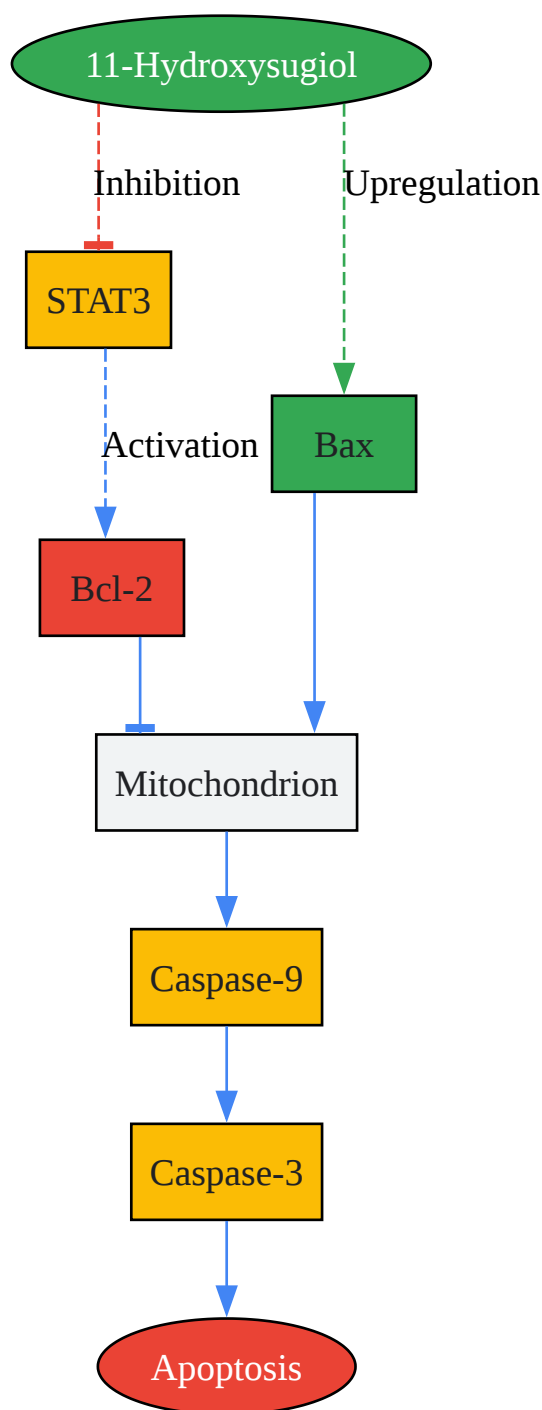 11-Hydroxysugiol
Inhibition
Upregulation
STAT3
Activation
Bax
Bcl-2
Mitochondrion
Caspase-9
Caspase-3
Apoptosis